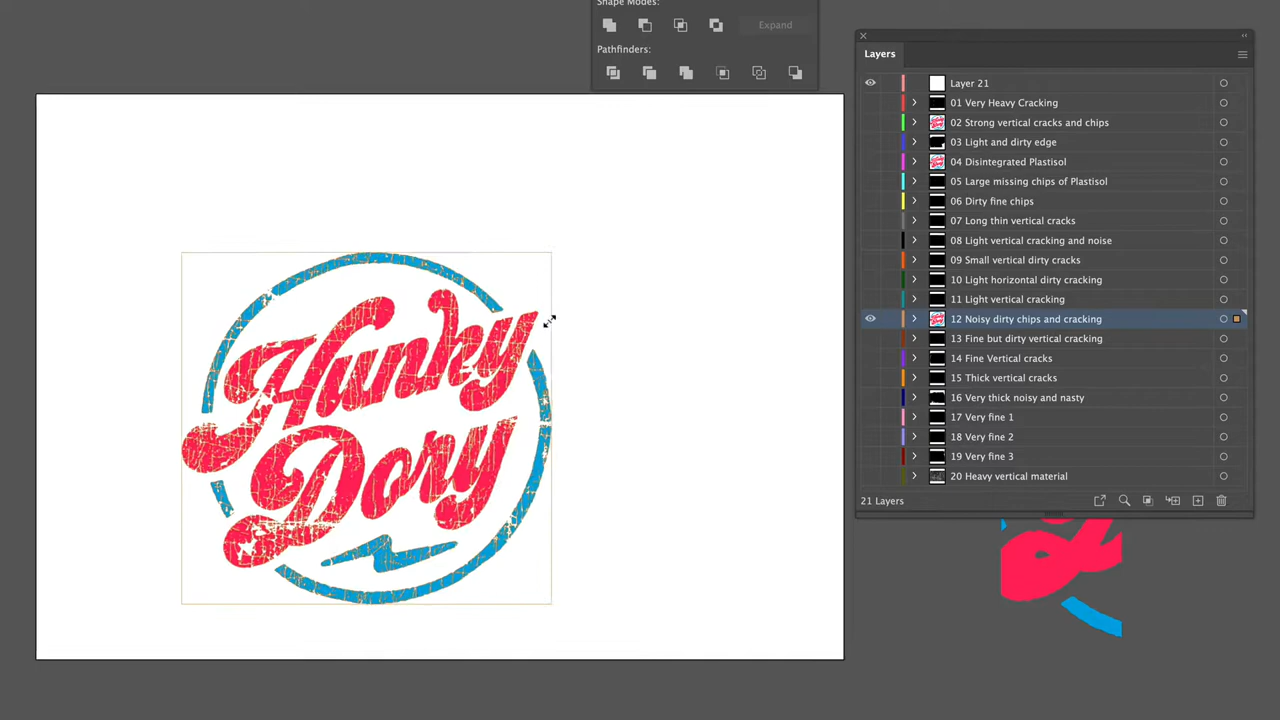 Shape Modes:
Expand
Pathfinders:
Layers
Layer 21
01 Very Heavy Cracking
02 Strong vertical cracks and chips
03 Light and dirty edge
04 Disintegrated Plastisol
05 Large missing chips of Plastisol
06 Dirty fine chips
07 Long thin vertical cracks
08 Light vertical cracking and noise
09 Small vertical dirty cracks
10 Light horizontal dirty cracking
11 Light vertical cracking
12 Noisy dirty chips and cracking
13 Fine but dirty vertical cracking
14 Fine Vertical cracks
15 Thick vertical cracks
16 Very thick noisy and nasty
17 Very fine 1
18 Very fine 2
19 Very fine 3
20 Heavy vertical material
21 Layers
Hunky
Dory